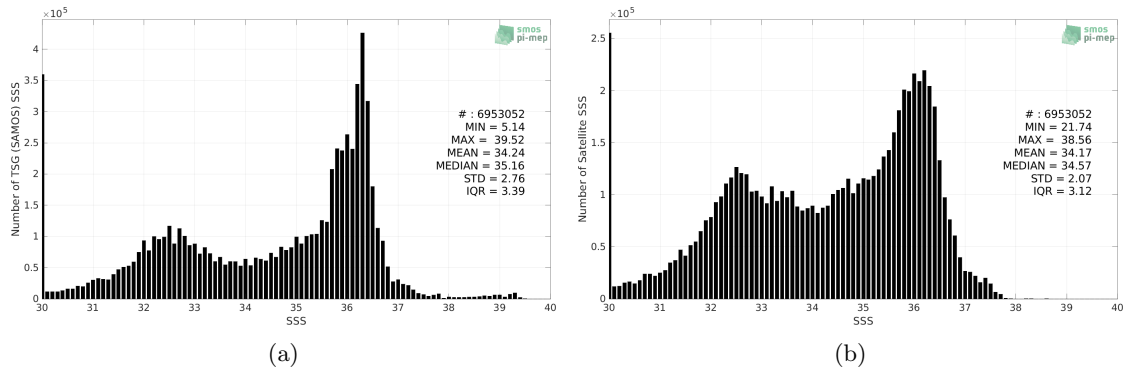 ×10⁵
smos
pi-mep
Number of TSG (SAMOS) SSS
4
3.5
3
2.5
2
1.5
1
0.5
0
# : 6953052
MIN = 5.14
MAX = 39.52
MEAN = 34.24
MEDIAN = 35.16
STD = 2.76
IQR = 3.39
30 31 32 33 34 35 36 37 38 39 40
SSS
(a)
×10⁵
smos
pi-mep
Number of Satellite SSS
2.5
2
1.5
1
0.5
0
# : 6953052
MIN = 21.74
MAX = 38.56
MEAN = 34.17
MEDIAN = 34.57
STD = 2.07
IQR = 3.12
30 31 32 33 34 35 36 37 38 39 40
SSS
(b)